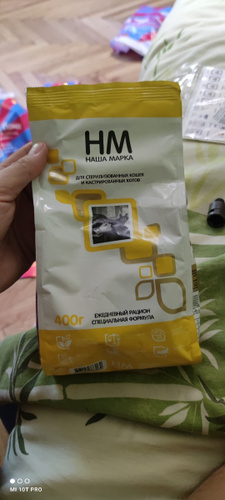 НМ
НАША МАРКА
ДЛЯ СТЕРИЛИЗОВАННЫХ КОШЕК
И КАСТРИРОВАННЫХ КОТОВ
400г
ЕЖЕДНЕВНЫЙ РАЦИОН
СПЕЦИАЛЬНАЯ ФОРМУЛА
MI 10T PRO